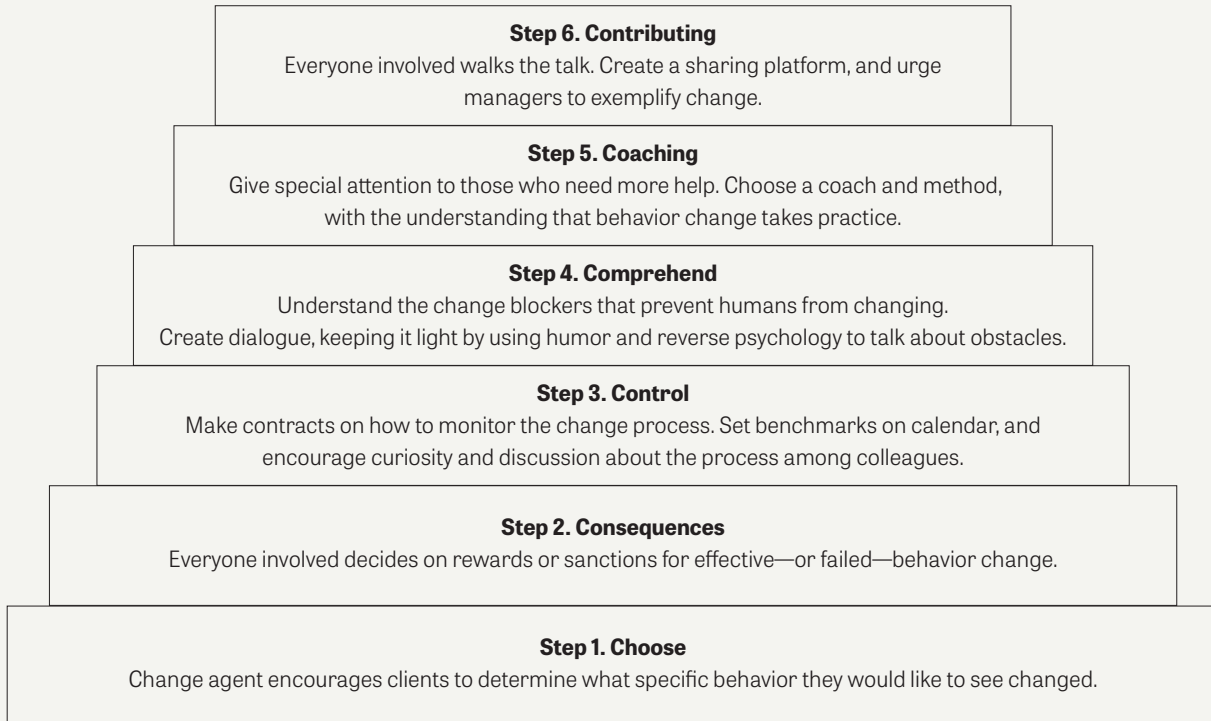 Step 6. Contributing
Everyone involved walks the talk. Create a sharing platform, and urge
managers to exemplify change.
Step 5. Coaching
Give special attention to those who need more help. Choose a coach and method,
with the understanding that behavior change takes practice.
Step 4. Comprehend
Understand the change blockers that prevent humans from changing.
Create dialogue, keeping it light by using humor and reverse psychology to talk about obstacles.
Step 3. Control
Make contracts on how to monitor the change process. Set benchmarks on calendar, and
encourage curiosity and discussion about the process among colleagues.
Step 2. Consequences
Everyone involved decides on rewards or sanctions for effective—or failed—behavior change.
Step 1. Choose
Change agent encourages clients to determine what specific behavior they would like to see changed.